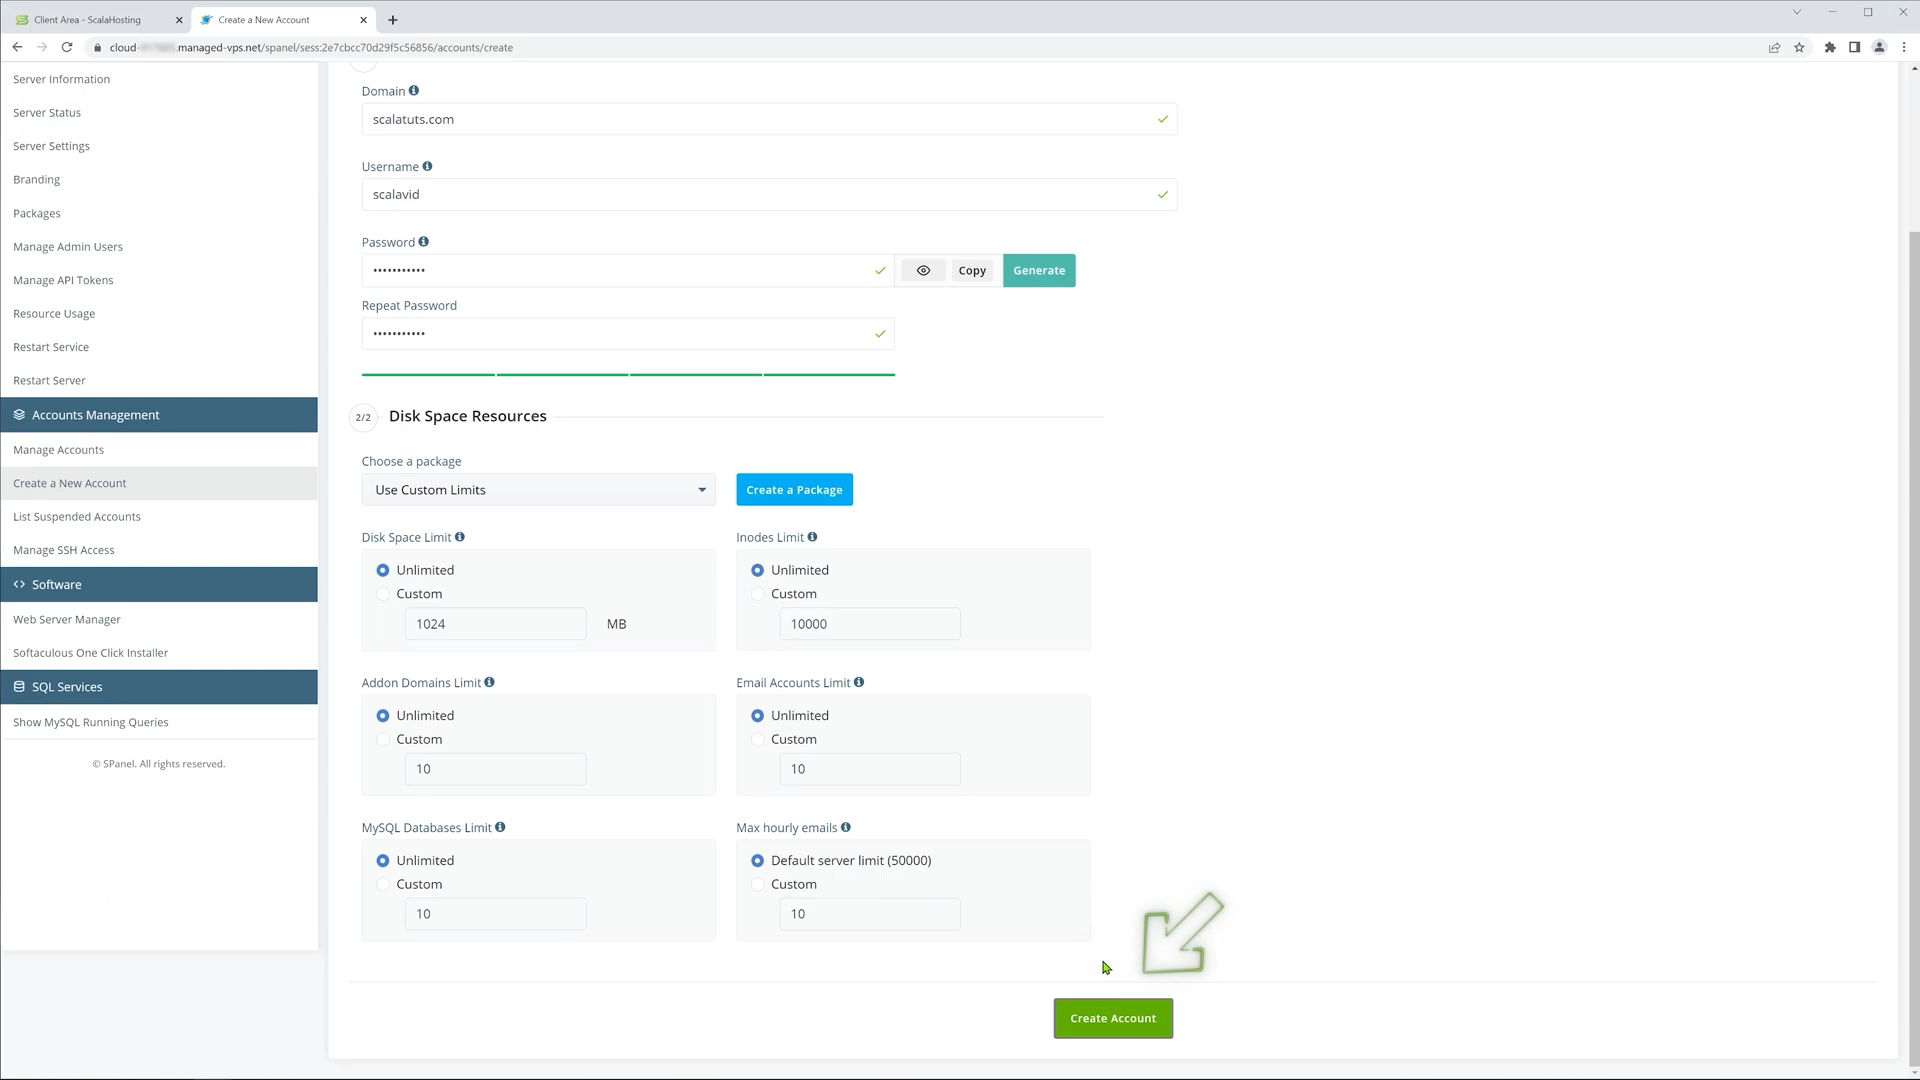 Client Area - ScalaHosting
Create a New Account
cloud- .managed-vps.net/spanel/sess:2e7cbcc70d29f5c56856/accounts/create
Server Information
Server Status
Server Settings
Branding
Packages
Manage Admin Users
Manage API Tokens
Resource Usage
Restart Service
Restart Server
Accounts Management
Manage Accounts
Create a New Account
List Suspended Accounts
Manage SSH Access
Software
Web Server Manager
Softaculous One Click Installer
SQL Services
Show MySQL Running Queries
© SPanel. All rights reserved.
Domain
scalatuts.com
Username
scalavid
Password
•••••••••••
Copy
Generate
Repeat Password
•••••••••••
2/2
Disk Space Resources
Choose a package
Use Custom Limits
Create a Package
Disk Space Limit
Unlimited
Custom
1024 MB
Inodes Limit
Unlimited
Custom
10000
Addon Domains Limit
Unlimited
Custom
10
Email Accounts Limit
Unlimited
Custom
10
MySQL Databases Limit
Unlimited
Custom
10
Max hourly emails
Default server limit (50000)
Custom
10
Create Account